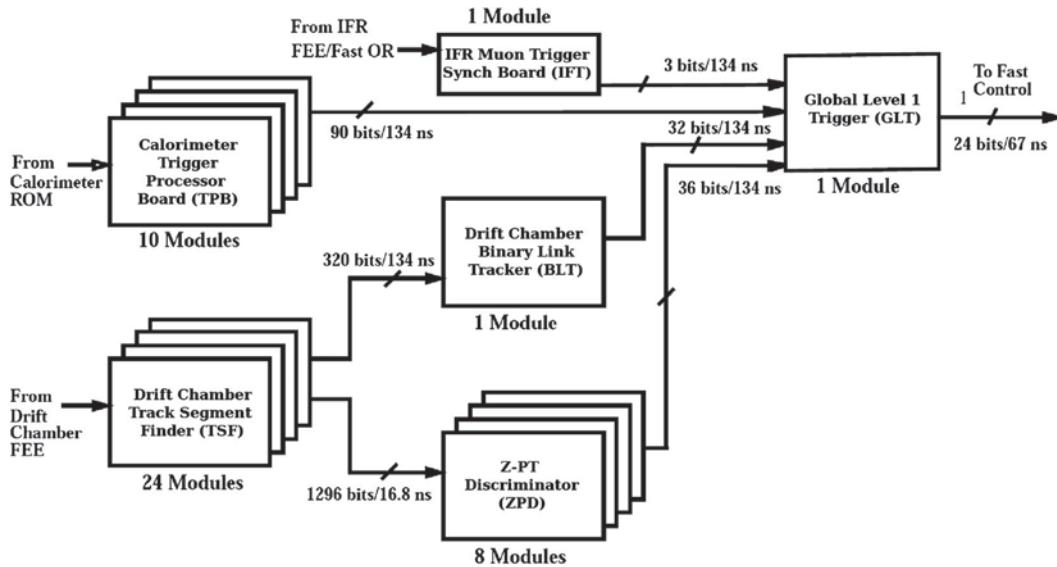 1 Module
From IFR
FEE/Fast OR
IFR Muon Trigger
Synch Board (IFT)
3 bits/134 ns
Global Level 1
Trigger (GLT)
To Fast
Control
1
24 bits/67 ns
1 Module
90 bits/134 ns
32 bits/134 ns
36 bits/134 ns
From
Calorimeter
ROM
Calorimeter
Trigger
Processor
Board (TPB)
10 Modules
320 bits/134 ns
Drift Chamber
Binary Link
Tracker (BLT)
1 Module
From
Drift
Chamber
FEE
Drift Chamber
Track Segment
Finder (TSF)
24 Modules
1296 bits/16.8 ns
Z-PT
Discriminator
(ZPD)
8 Modules